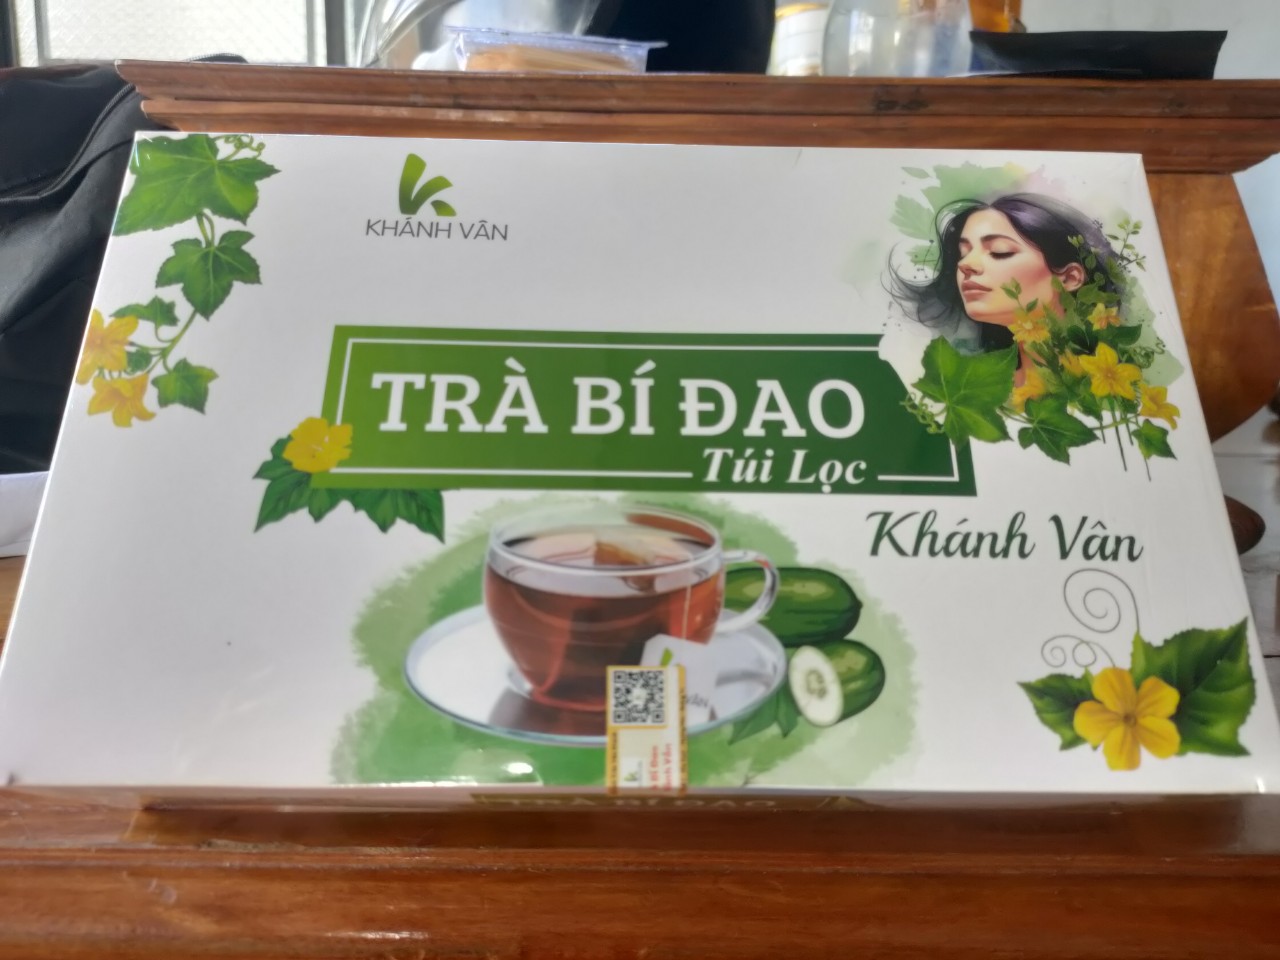 KHÁNH VÂN
TRÀ BÍ ĐAO
Túi Lọc
Khánh Vân
TRÀ BÍ ĐAO